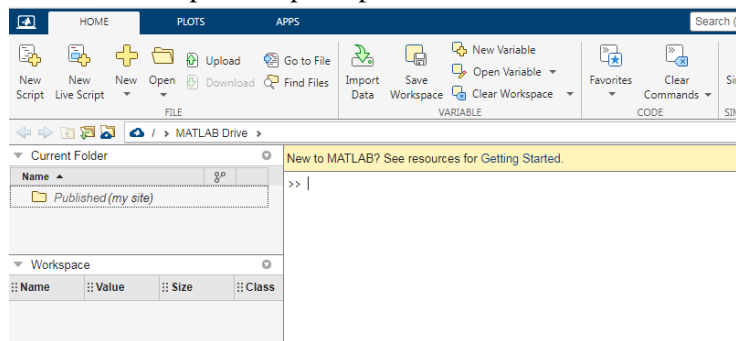 HOME PLOTS APPS Sear
New Script
New Live Script
New
Open
Upload
Download
Go to File
Find Files
FILE
Import Data
Save Workspace
New Variable
Open Variable
Clear Workspace
VARIABLE
Favorites
Clear Commands
CODE
/ > MATLAB Drive >
Current Folder
Name
Published (my site)
Workspace
Name Value Size Class
New to MATLAB? See resources for Getting Started.
>>